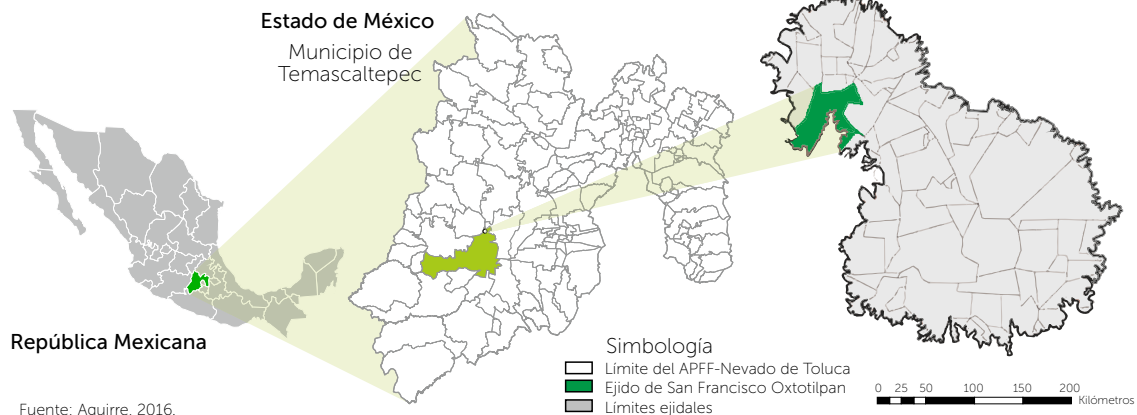 Estado de México
Municipio de
Temascaltepec
República Mexicana
Simbología
Límite del APFF-Nevado de Toluca
Ejido de San Francisco Oxtotilpan
Límites ejidales
0 25 50 100 150 200
Kilómetros
Fuente: Aguirre, 2016.